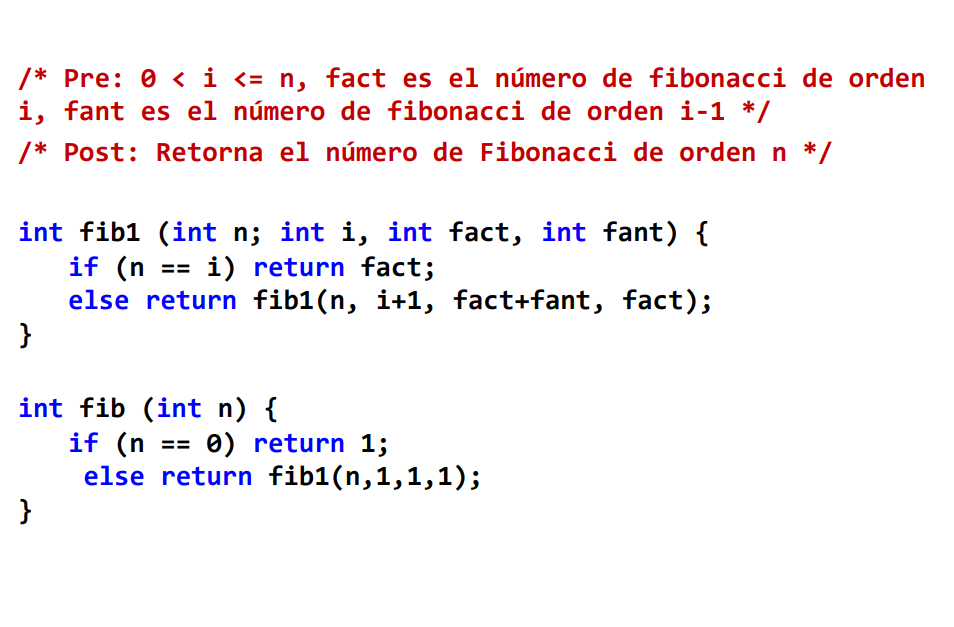 /* Pre: 0 < i <= n, fact es el número de fibonacci de orden
i, fant es el número de fibonacci de orden i-1 */
/* Post: Retorna el número de Fibonacci de orden n */
int fib1 (int n; int i, int fact, int fant) {
if (n == i) return fact;
else return fib1(n, i+1, fact+fant, fact);
}
int fib (int n) {
if (n == 0) return 1;
else return fib1(n,1,1,1);
}